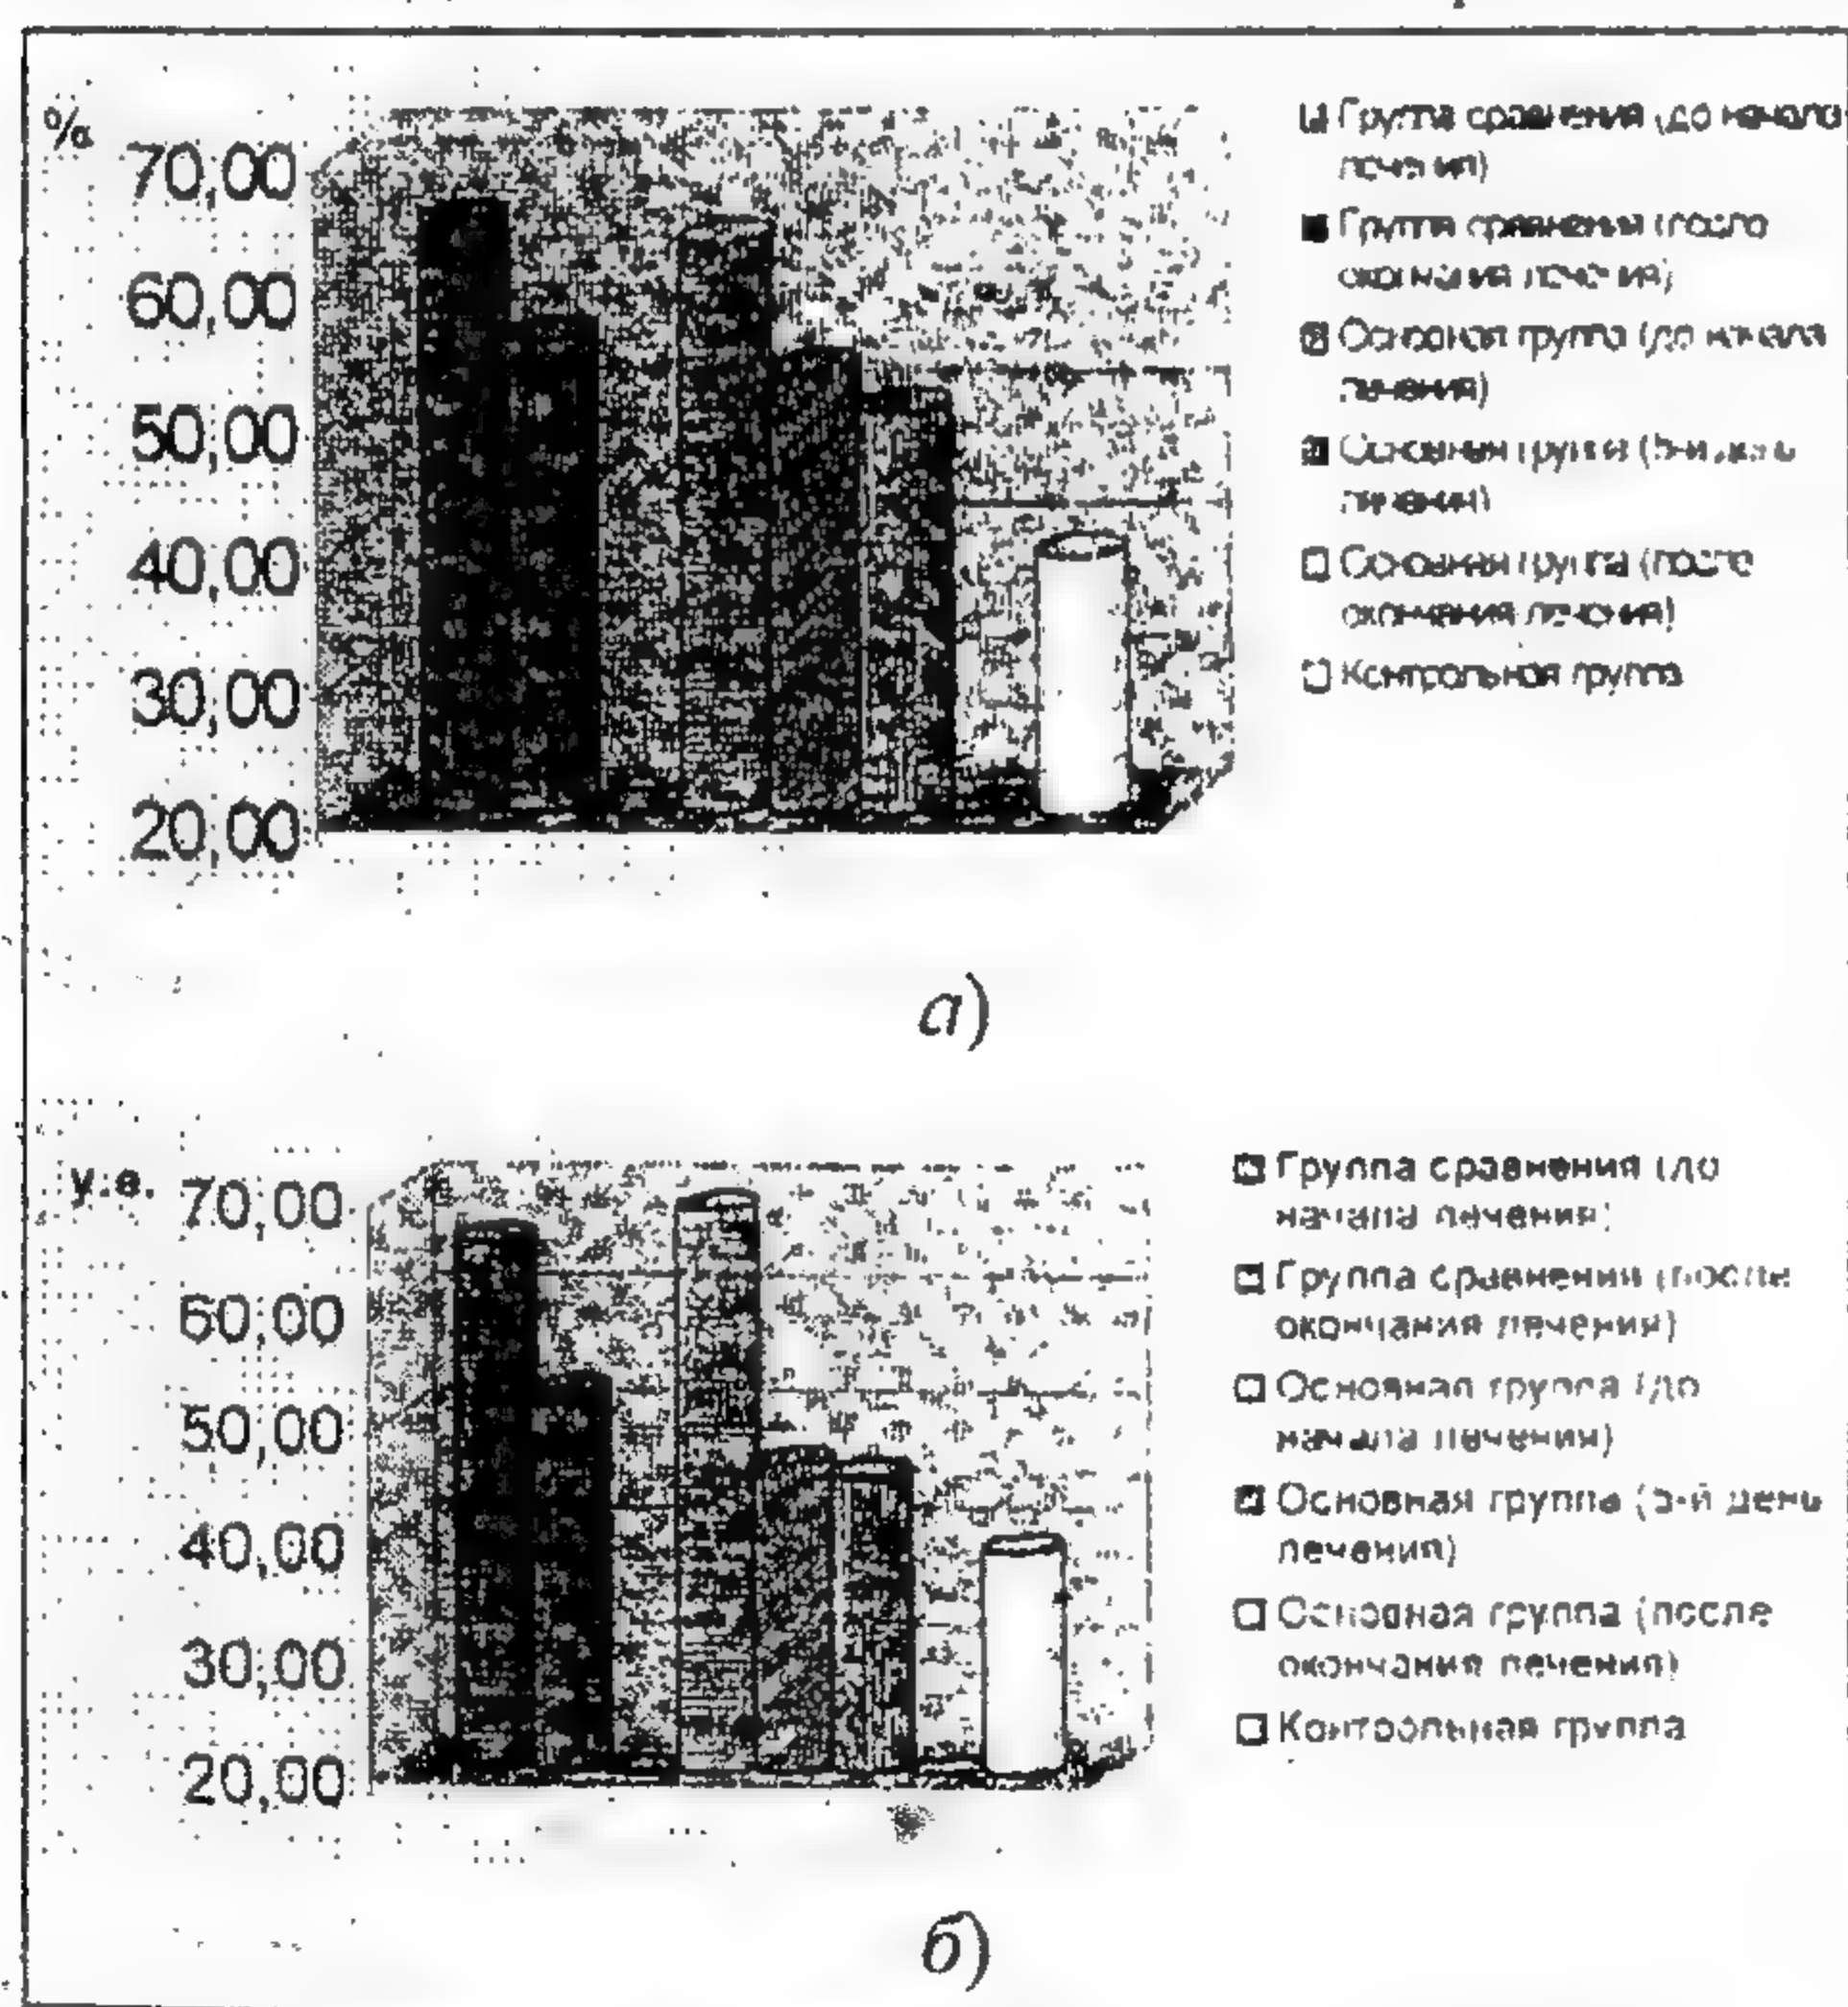 %
70,00
60,00
50,00
40,00
30,00
20,00
Группа сравнения (до начала
лечения)
Группа сравнения (после
окончания лечения)
Основная группа (до начала
лечения)
Основная группа (5-й день
лечения)
Основная группа (после
окончания лечения)
Контрольная группа
а)
у.е.
70,00
60,00
50,00
40,00
30,00
20,00
Группа сравнения (до
начала лечения)
Группа сравнения (после
окончания лечения)
Основная группа (до
начала лечения)
Основная группа (5-й день
лечения)
Основная группа (после
окончания лечения)
Контрольная группа
б)